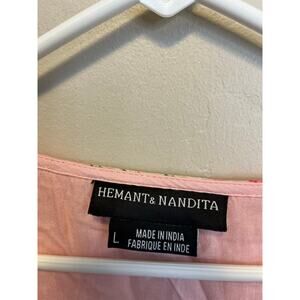 HEMANT & NANDITA
L
MADE IN INDIA
FABRIQUE EN INDE